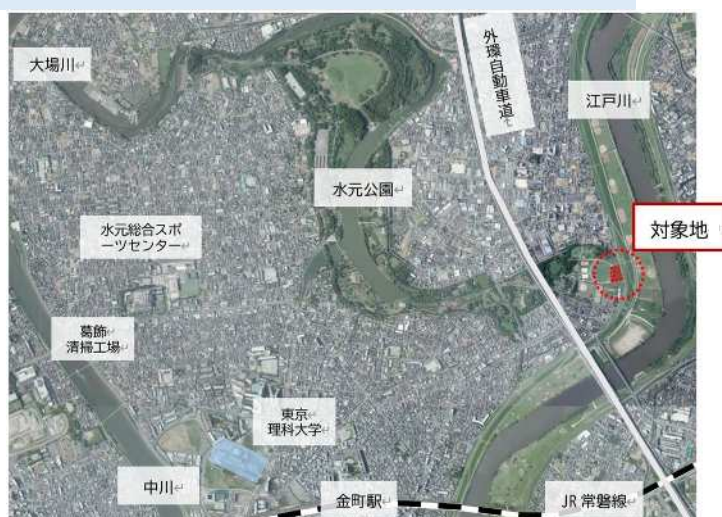 大場川
外環自動車道
江戸川
水元公園
対象地
水元総合スポ
ーツセンター
葛飾
清掃工場
東京
理科大学
中川
金町駅
JR 常磐線